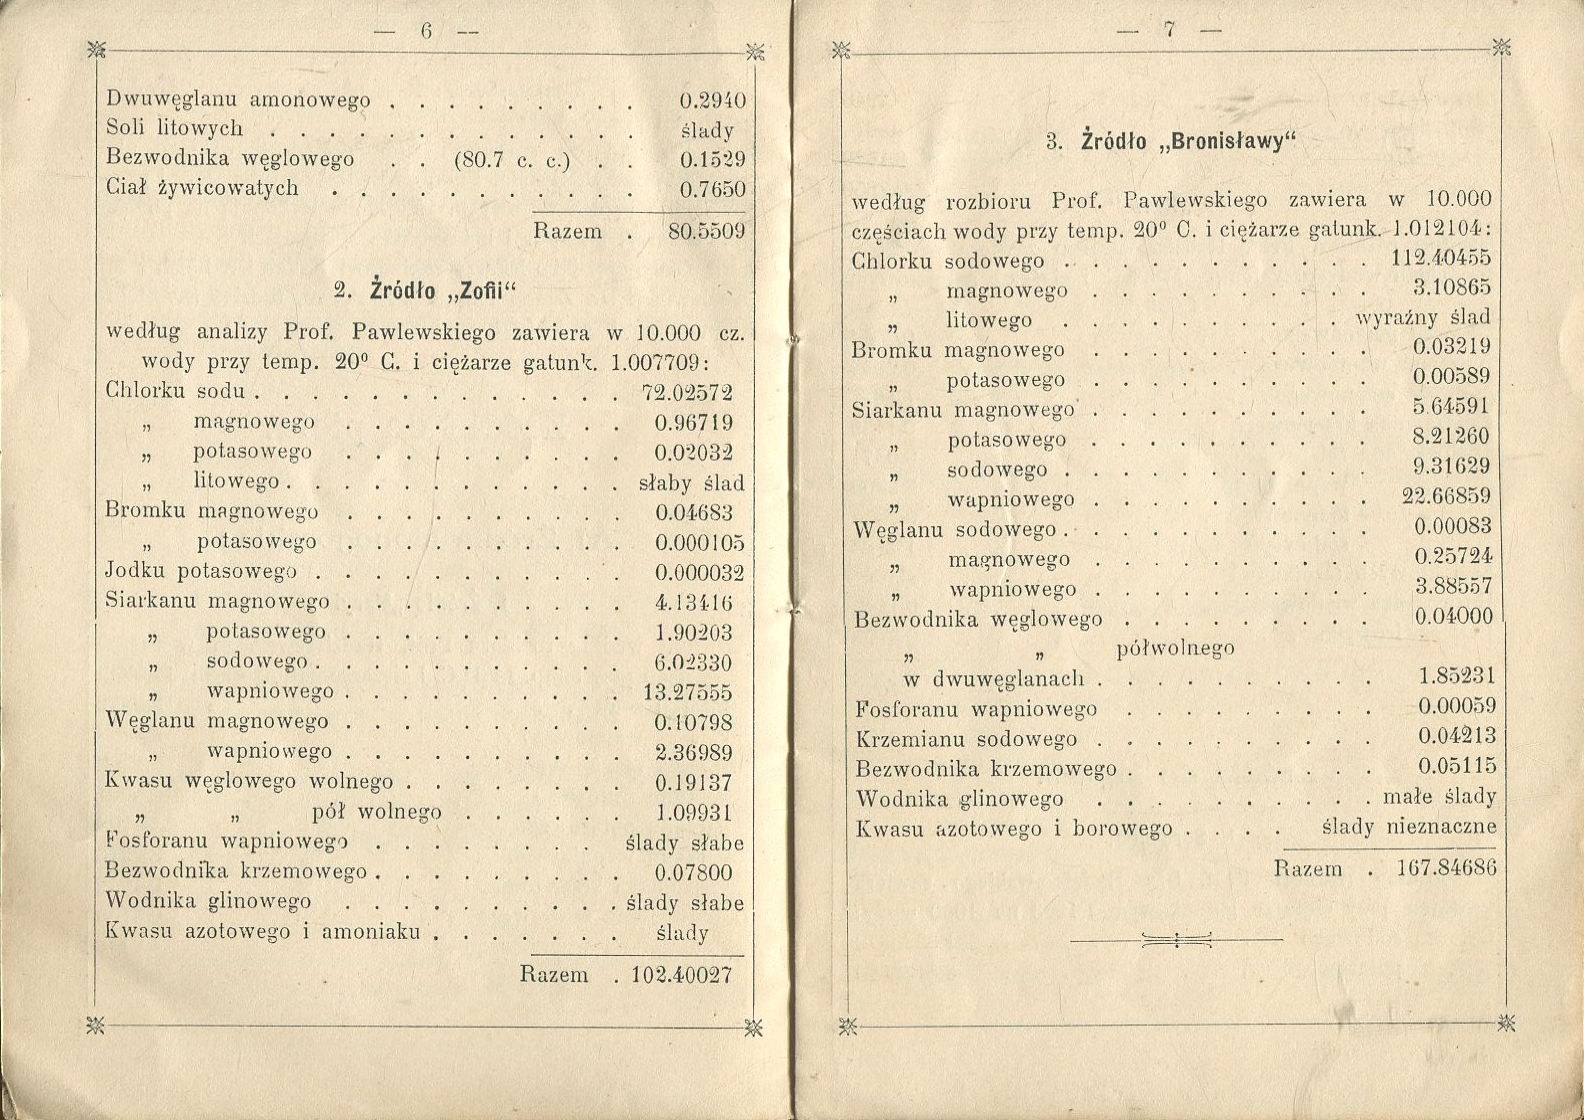 — 6 —
Dwuwęglanu amonowego . . . . . . . . . 0.2940
Soli litowych . . . . . . . . . . . . . ślady
Bezwodnika węglowego . . (80.7 c. c.) . . 0.1529
Ciał żywicowatych . . . . . . . . . . . 0.7650
Razem . 80.5509
2. Żródło „Zofii“
według analizy Prof. Pawlewskiego zawiera w 10.000 cz.
wody przy temp. 20⁰ C. i ciężarze gatunk. 1.007709:
Chlorku sodu . . . . . . . . . . . . . 72.02572
„ magnowego . . . . . . . . . . 0.96719
„ potasowego . . . . . . . . . . 0.02032
„ litowego . . . . . . . . . . . . słaby ślad
Bromku magnowego . . . . . . . . . . 0.04683
„ potasowego . . . . . . . . . . 0.000105
Jodku potasowego . . . . . . . . . . . 0.000032
Siarkanu magnowego . . . . . . . . . . 4.13416
„ potasowego . . . . . . . . . . 1.90203
„ sodowego . . . . . . . . . . . 6.02330
„ wapniowego . . . . . . . . . . 13.27555
Węglanu magnowego . . . . . . . . . . 0.10798
„ wapniowego . . . . . . . . . . 2.36989
Kwasu węglowego wolnego . . . . . . . . 0.19137
„ „ pół wolnego . . . . . . 1.09931
Fosforanu wapniowego . . . . . . . . ślady słabe
Bezwodnika krzemowego . . . . . . . . . 0.07800
Wodnika glinowego . . . . . . . . . . ślady słabe
Kwasu azotowego i amoniaku . . . . . . . ślady
Razem . 102.40027
— 7 —
3. Żródło „Bronisławy“
według rozbioru Prof. Pawlewskiego zawiera w 10.000
częściach wody przy temp. 20⁰ C. i ciężarze gatunk. 1.012104:
Chlorku sodowego . . . . . . . . . . . 112.40455
„ magnowego . . . . . . . . . . 3.10865
„ litowego . . . . . . . . . . wyraźny ślad
Bromku magnowego . . . . . . . . . . 0.03219
„ potasowego . . . . . . . . . . 0.00589
Siarkanu magnowego . . . . . . . . . . 5.64591
„ potasowego . . . . . . . . . . 8.21260
„ sodowego . . . . . . . . . . . 9.31629
„ wapniowego . . . . . . . . . . 22.66859
Węglanu sodowego . . . . . . . . . . . 0.00083
„ magnowego . . . . . . . . . . 0.25724
„ wapniowego . . . . . . . . . . 3.88557
Bezwodnika węglowego . . . . . . . . . 0.04000
„ „ półwolnego
w dwuwęglanach . . . . . . . . . . 1.85231
Fosforanu wapniowego . . . . . . . . . 0.00059
Krzemianu sodowego . . . . . . . . . . 0.04213
Bezwodnika krzemowego . . . . . . . . . 0.05115
Wodnika glinowego . . . . . . . . . . małe ślady
Kwasu azotowego i borowego . . . . ślady nieznaczne
Razem . 167.84686